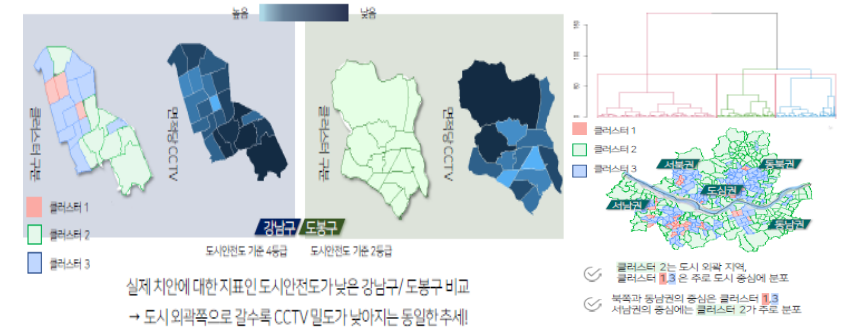 높음
낮음
클러스터 구분
면적당 CCTV
클러스터 구분
면적당 CCTV
클러스터 1
클러스터 2
클러스터 3
강남구
도봉구
도시안전도 기준 4등급
도시안전도 기준 2등급
실제 치안에 대한 지표인 도시안전도가 낮은 강남구/ 도봉구 비교
→ 도시 외곽쪽으로 갈수록 CCTV 밀도가 낮아지는 동일한 추세!
클러스터 1
클러스터 2
클러스터 3
서북권
동북권
도심권
서남권
동남권
클러스터 2는 도시 외곽 지역,
클러스터 1,3 은 주로 도시 중심에 분포
북쪽과 동남권의 중심은 클러스터 1,3
서남권의 중심에는 클러스터 2가 주로 분포